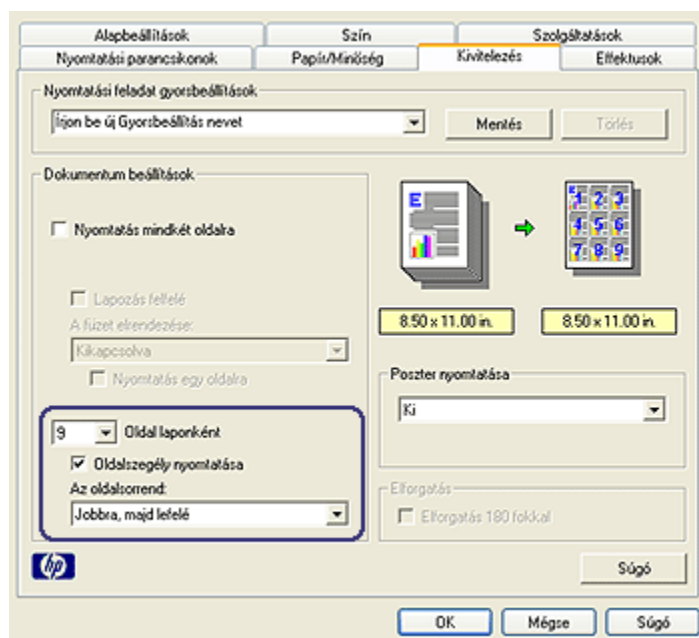 Alapbeállítások Szín Szolgáltatások
Nyomtatási parancsikonok Papír/Minőség Kivitelezés Effektusok
Nyomtatási feladat gyorsbeállítások
Írjon be új Gyorsbeállítás nevet Mentés Törlés
Dokumentum beállítások
Nyomtatás mindkét oldalra
Lapozás felfelé
A füzet elrendezése:
Kikapcsolva
Nyomtatás egy oldalra
9 Oldal laponként
Oldalszegély nyomtatása
Az oldalsorrend:
Jobbra, majd lefelé
E
E
1 2 3
4 5 6
7 8 9
8.50 x 11.00 in. 8.50 x 11.00 in.
Poszter nyomtatása
Ki
Elforgatás
Elforgatás 180 fokkal
hp
Súgó
OK Mégse Súgó